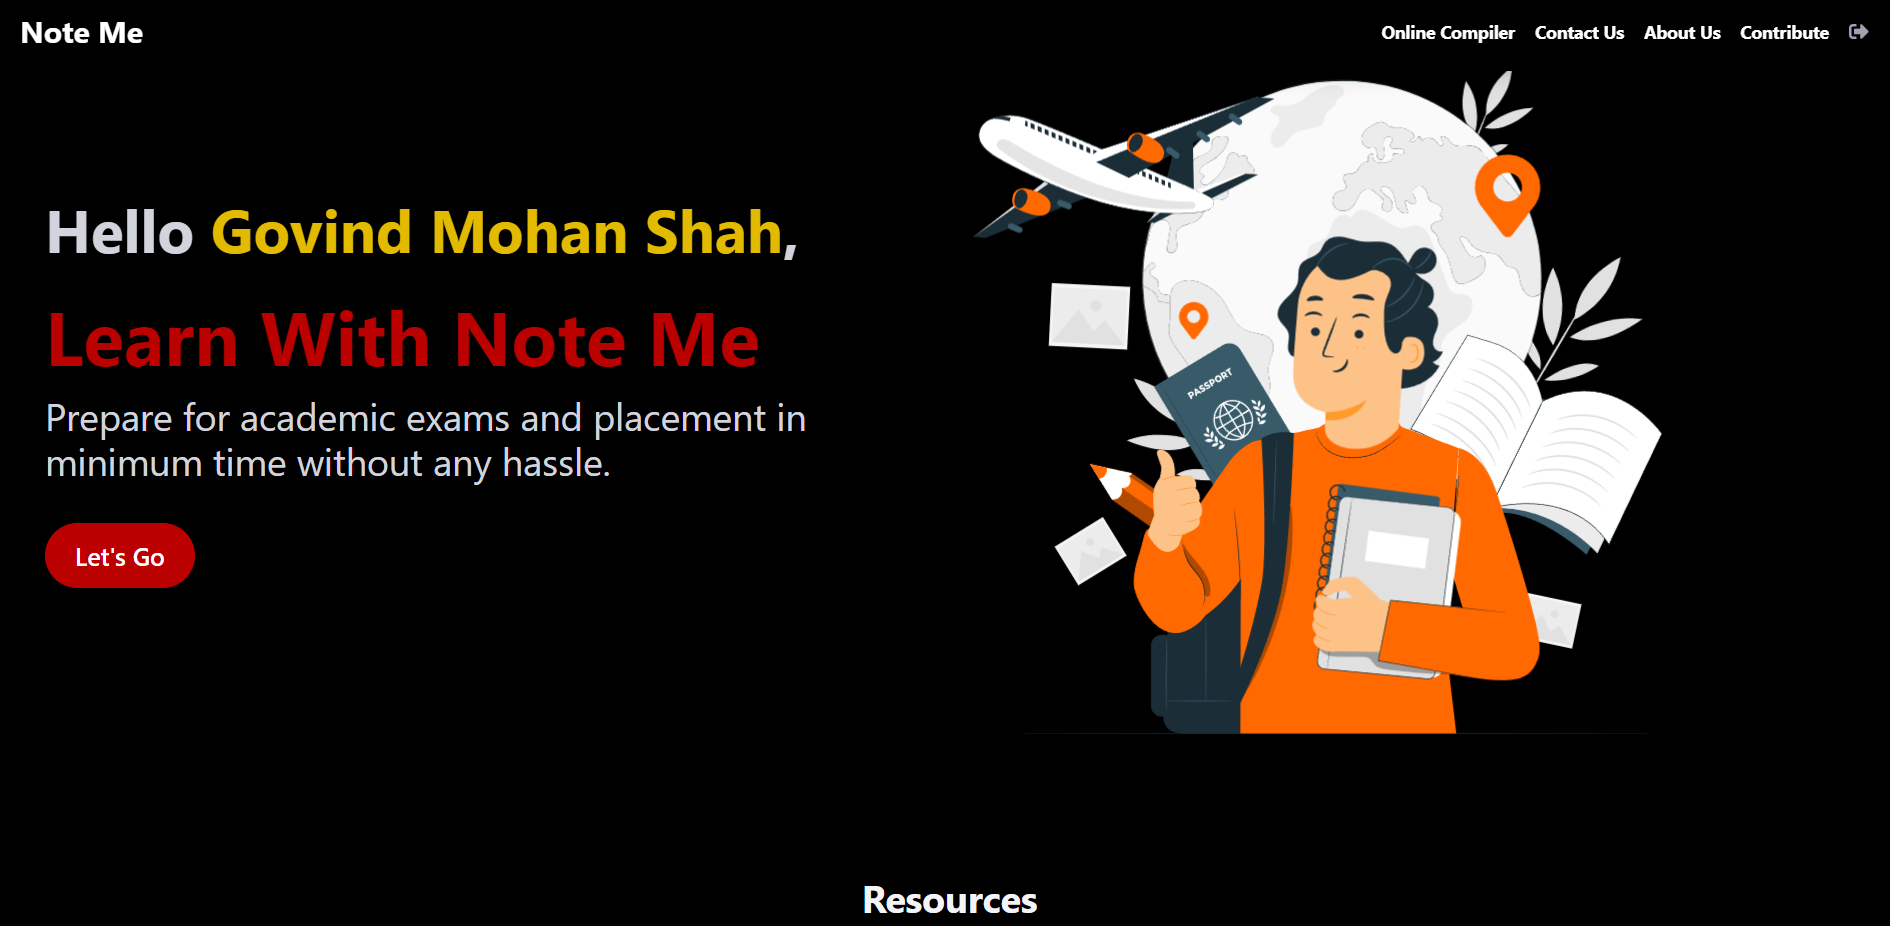 Note Me
Online Compiler
Contact Us
About Us
Contribute
Hello Govind Mohan Shah,
Learn With Note Me
Prepare for academic exams and placement in
minimum time without any hassle.
Let's Go
PASSPORT
Resources